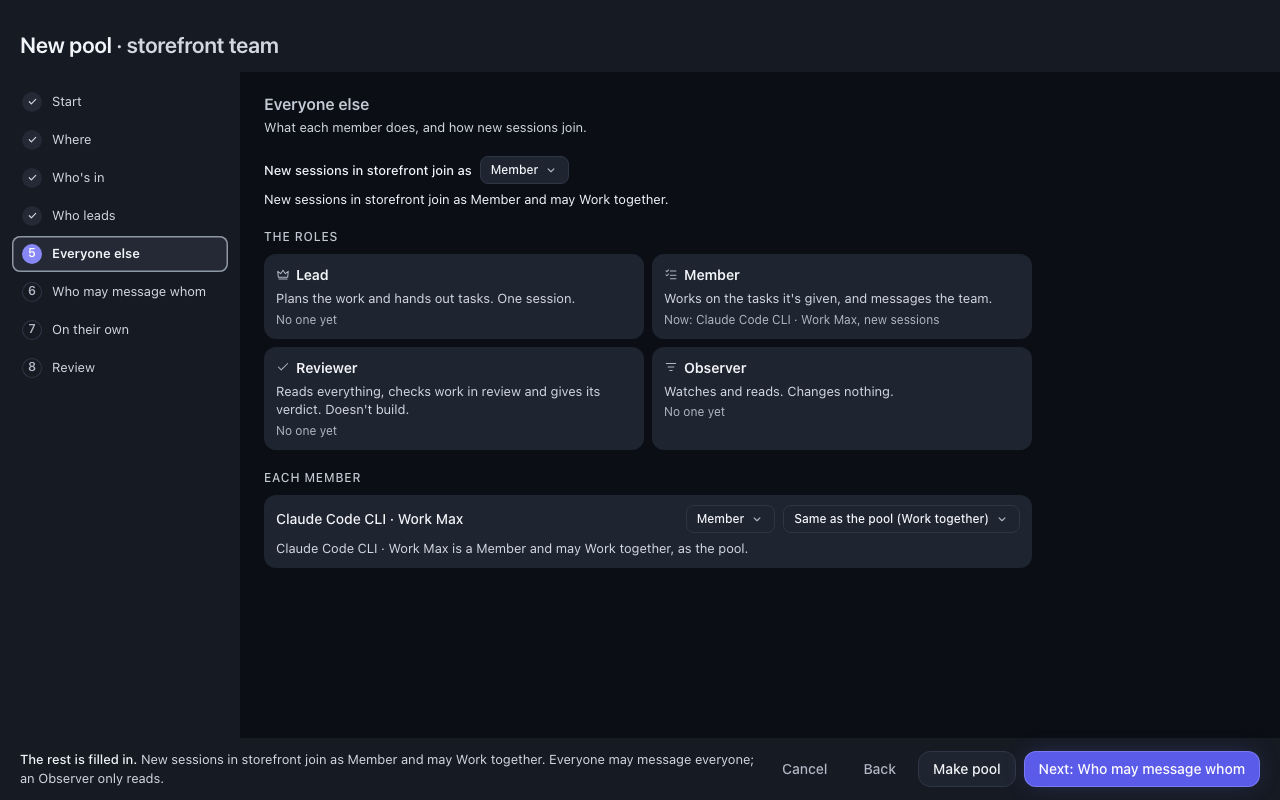 New pool · storefront team
Start
Where
Who's in
Who leads
5 Everyone else
6 Who may message whom
7 On their own
8 Review
Everyone else
What each member does, and how new sessions join.
New sessions in storefront join as Member
New sessions in storefront join as Member and may Work together.
THE ROLES
Lead
Plans the work and hands out tasks. One session.
No one yet
Member
Works on the tasks it's given, and messages the team.
Now: Claude Code CLI · Work Max, new sessions
Reviewer
Reads everything, checks work in review and gives its
verdict. Doesn't build.
No one yet
Observer
Watches and reads. Changes nothing.
No one yet
EACH MEMBER
Claude Code CLI · Work Max Member Same as the pool (Work together)
Claude Code CLI · Work Max is a Member and may Work together, as the pool.
The rest is filled in. New sessions in storefront join as Member and may Work together. Everyone may message everyone;
an Observer only reads.
Cancel Back Make pool Next: Who may message whom